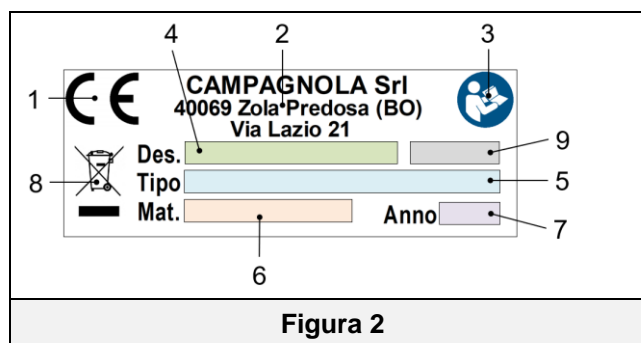 4 2 3
CE CAMPAGNOLA Srl
1 40069 Zola Predosa (BO)
Via Lazio 21
Des. 9
8 Tipo 5
Mat. Anno 7
6
Figura 2